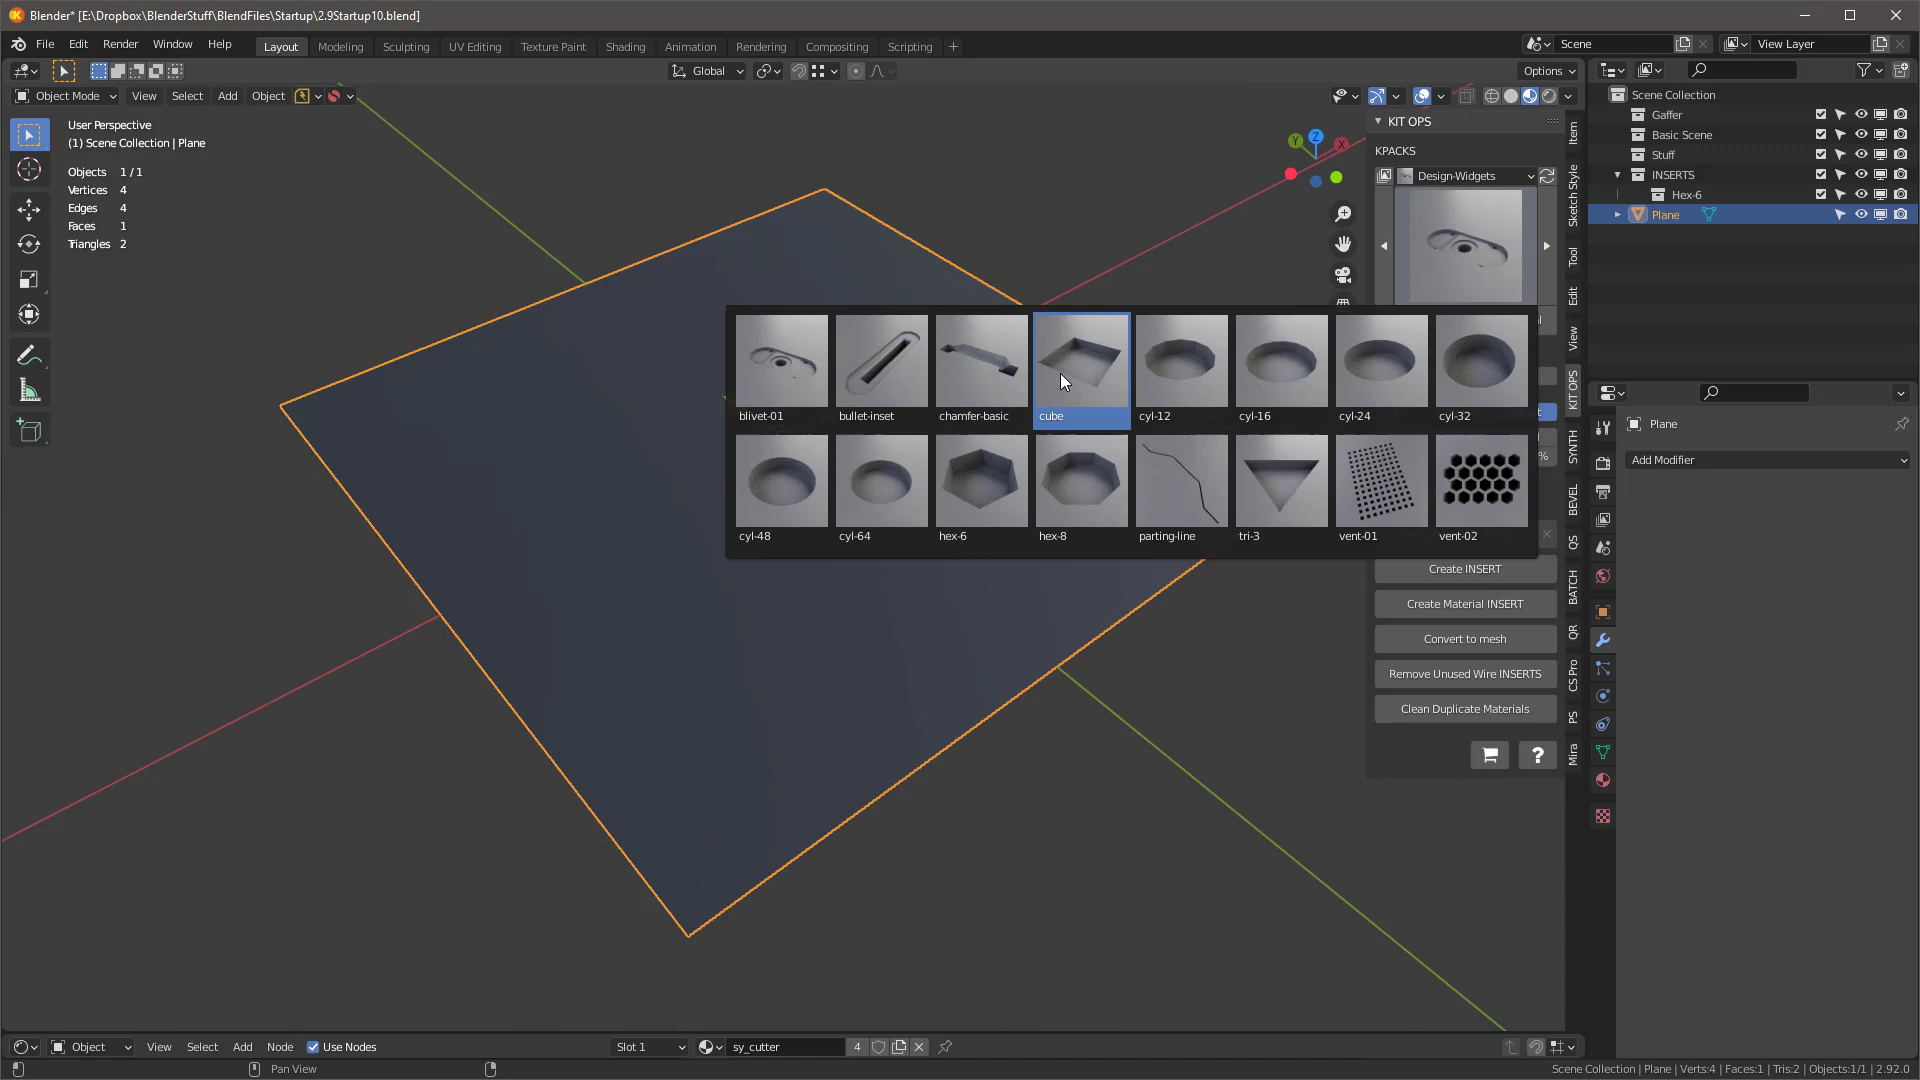 Blender* [E:\Dropbox\BlenderStuff\BlendFiles\Startup\2.9Startup10.blend]
File Edit Render Window Help
Layout Modeling Sculpting UV Editing Texture Paint Shading Animation Rendering Compositing Scripting +
Scene
View Layer
Global
Options
Object Mode View Select Add Object
User Perspective
(1) Scene Collection | Plane
Objects 1/1
Vertices 4
Edges 4
Faces 1
Triangles 2
Z
Y
X
KIT OPS
KPACKS
Design-Widgets
blivet-01
bullet-inset
chamfer-basic
cube
cyl-12
cyl-16
cyl-24
cyl-32
cyl-48
cyl-64
hex-6
hex-8
parting-line
tri-3
vent-01
vent-02
%
Create INSERT
Create Material INSERT
Convert to mesh
Remove Unused Wire INSERTS
Clean Duplicate Materials
?
Item
Sketch Style
Tool
Edit
View
KIT OPS
SYNTH
BEVEL
QS
BATCH
QR
CS Pro
PS
Mira
Scene Collection
Gaffer
Basic Scene
Stuff
INSERTS
Hex-6
Plane
Plane
Add Modifier
Object View Select Add Node Use Nodes
Slot 1
sy_cutter
4
Pan View
Scene Collection | Plane | Verts:4 | Faces:1 | Tris:2 | Objects:1/1 | 2.92.0